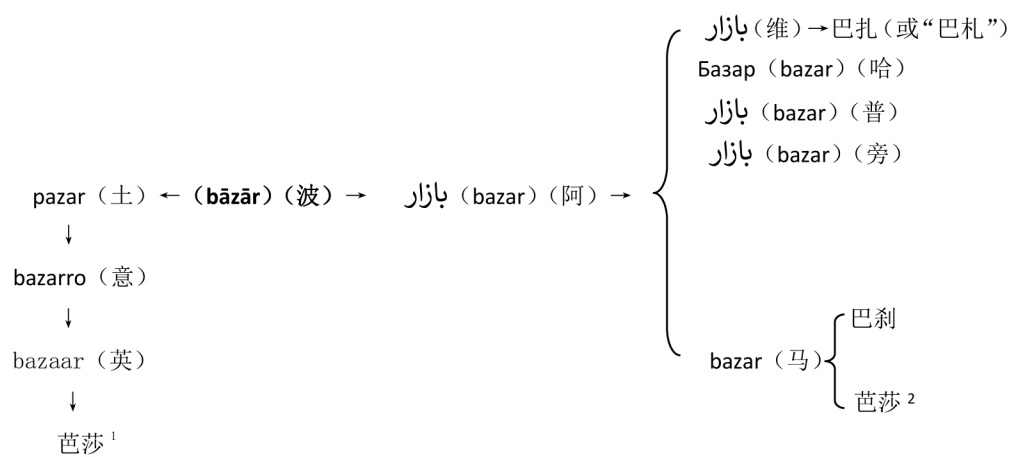 بازار（维）→巴扎（或“巴札”）
Базар（bazar）（哈）
بازار（bazar）（普）
بازار（bazar）（旁）
pazar（土）←（bāzār）（波）→ بازار（bazar）（阿）→
↓
bazarro（意）
↓
bazaar（英）
↓
芭莎1
bazar（马）
巴刹
芭莎2